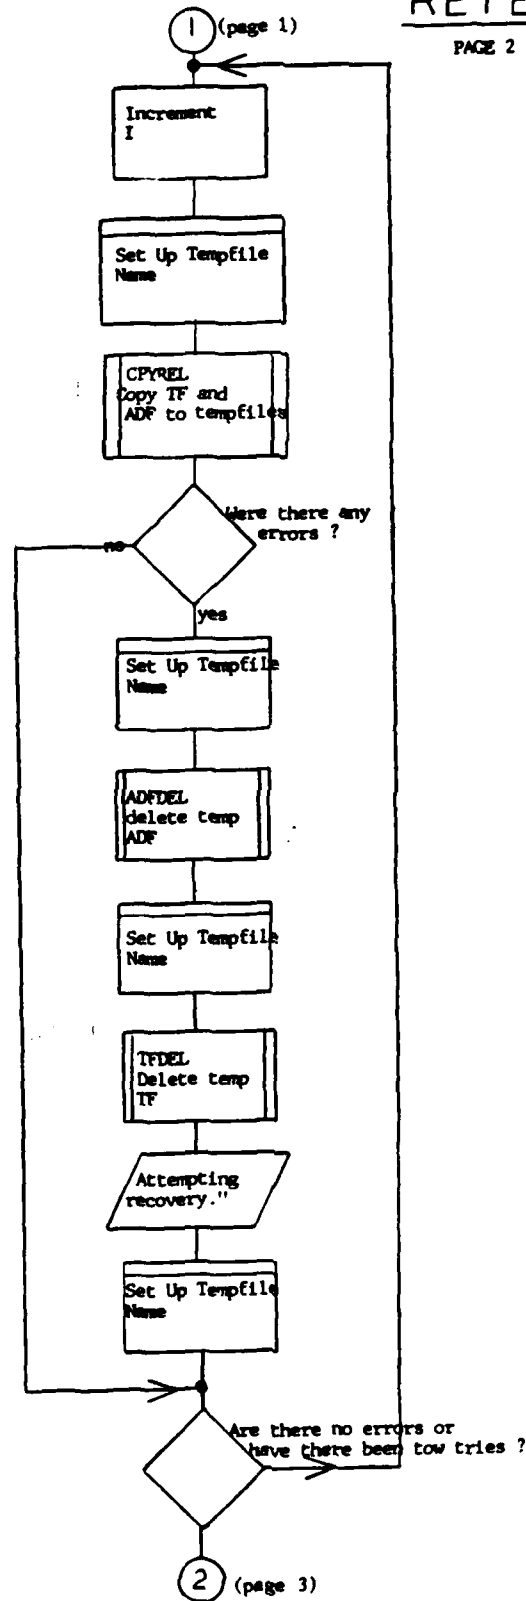 1 (page 1)
PAGE 2
Increment
I
Set Up Tempfile
Name
CPYREL
Copy TF and
ADF to tempfiles
Were there any
errors ?
no
yes
Set Up Tempfile
Name
ADFDEL
delete temp
ADF
Set Up Tempfile
Name
TFDEL
Delete temp
TF
Attempting
recovery."
Set Up Tempfile
Name
Are there no errors or
have there been tow tries ?
2 (page 3)